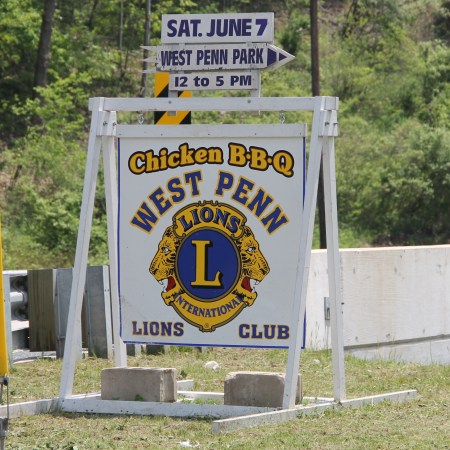 SAT. JUNE 7
WEST PENN PARK
12 to 5 PM
Chicken B·B·Q
WEST PENN
LIONS
L
INTERNATIONAL
LIONS CLUB